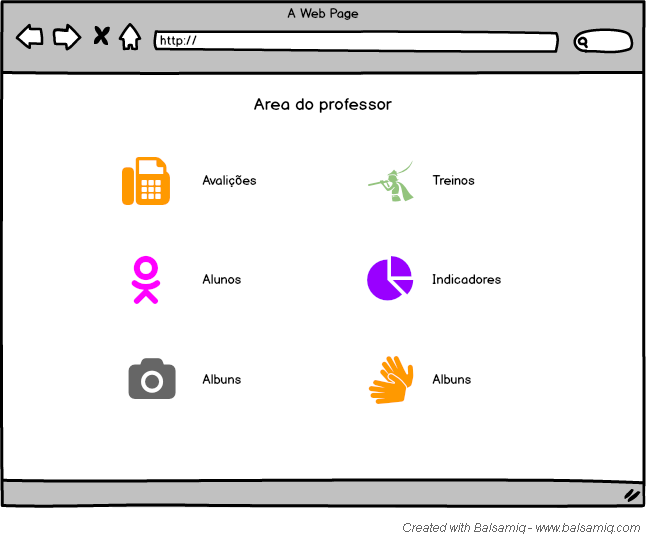 A Web Page
http://
Area do professor
Avalições
Treinos
Alunos
Indicadores
Albuns
Albuns
Created with Balsamiq - www.balsamiq.com